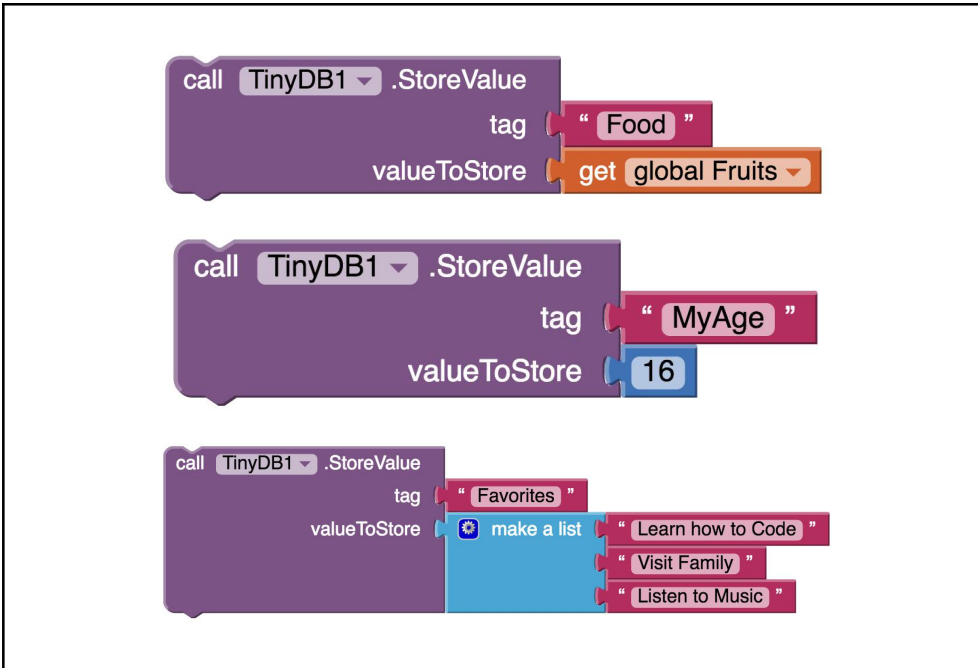 call TinyDB1 .StoreValue
tag “ Food ”
valueToStore get global Fruits
call TinyDB1 .StoreValue
tag “ MyAge ”
valueToStore 16
call TinyDB1 .StoreValue
tag “ Favorites ”
valueToStore make a list “ Learn how to Code ”
“ Visit Family ”
“ Listen to Music ”